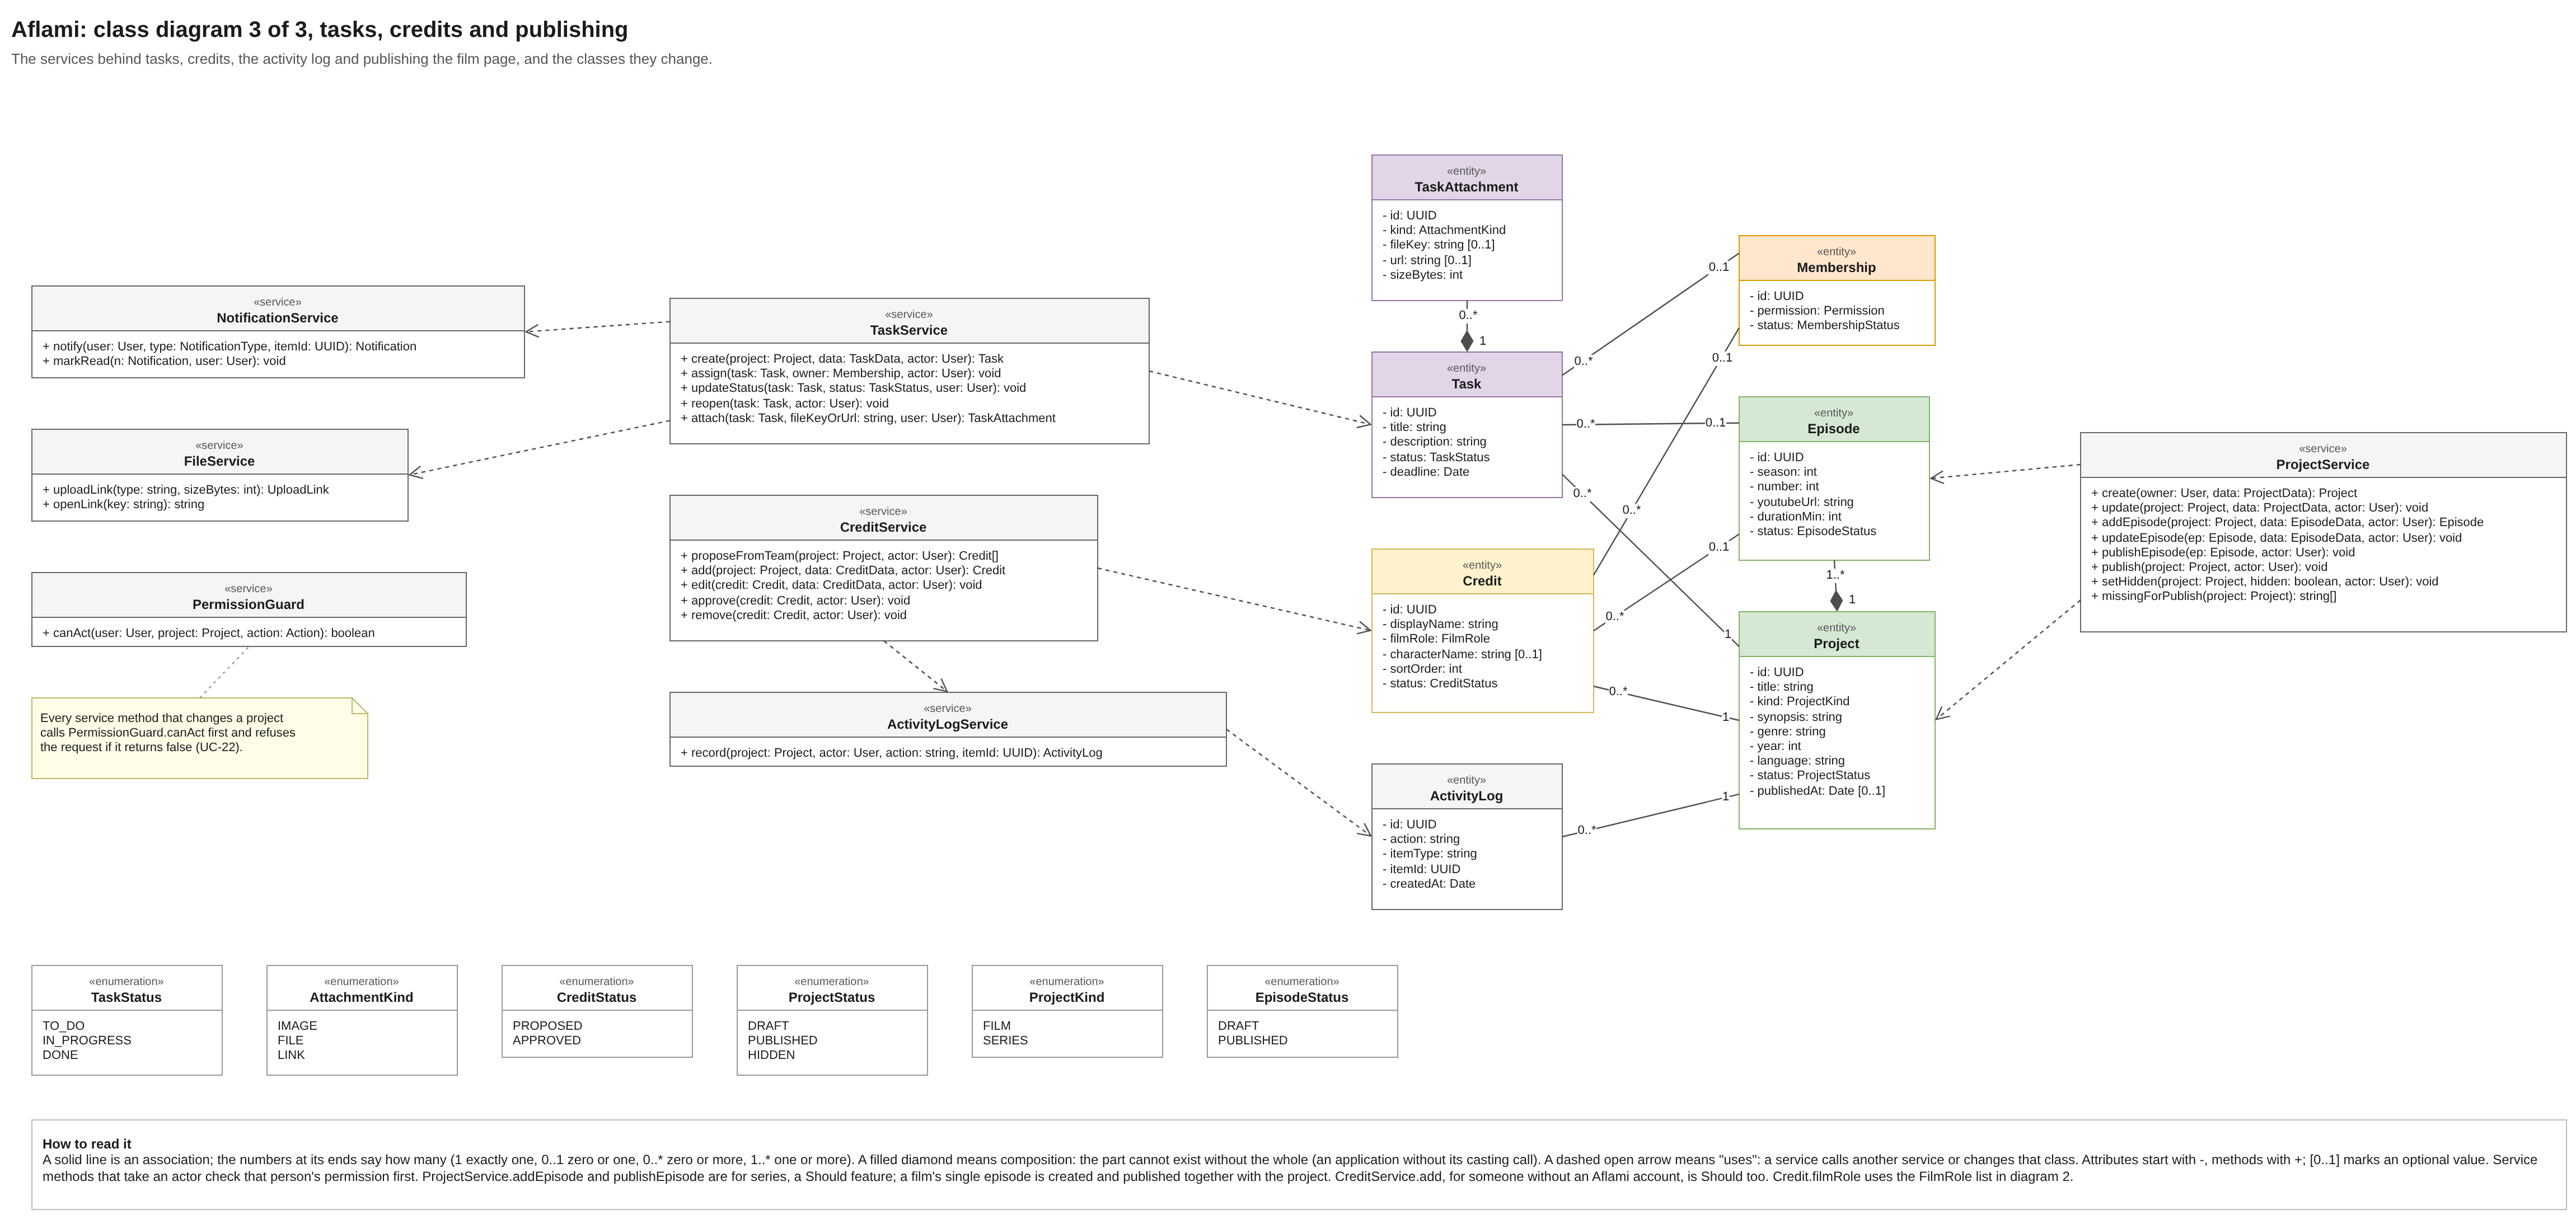 Aflami: class diagram 3 of 3, tasks, credits and publishing
The services behind tasks, credits, the activity log and publishing the film page, and the classes they change.
«entity»
TaskAttachment
- id: UUID
- kind: AttachmentKind
- fileKey: string [0..1]
- url: string [0..1]
- sizeBytes: int
0..*
1
«entity»
Membership
- id: UUID
- permission: Permission
- status: MembershipStatus
0..1
0..*
0..1
0..*
«service»
NotificationService
+ notify(user: User, type: NotificationType, itemId: UUID): Notification
+ markRead(n: Notification, user: User): void
«service»
TaskService
+ create(project: Project, data: TaskData, actor: User): Task
+ assign(task: Task, owner: Membership, actor: User): void
+ updateStatus(task: Task, status: TaskStatus, user: User): void
+ reopen(task: Task, actor: User): void
+ attach(task: Task, fileKeyOrUrl: string, user: User): TaskAttachment
«entity»
Task
- id: UUID
- title: string
- description: string
- status: TaskStatus
- deadline: Date
0..*
0..1
0..*
1
«entity»
Episode
- id: UUID
- season: int
- number: int
- youtubeUrl: string
- durationMin: int
- status: EpisodeStatus
0..1
0..*
1..*
1
«service»
FileService
+ uploadLink(type: string, sizeBytes: int): UploadLink
+ openLink(key: string): string
«service»
ProjectService
+ create(owner: User, data: ProjectData): Project
+ update(project: Project, data: ProjectData, actor: User): void
+ addEpisode(project: Project, data: EpisodeData, actor: User): Episode
+ updateEpisode(ep: Episode, data: EpisodeData, actor: User): void
+ publishEpisode(ep: Episode, actor: User): void
+ publish(project: Project, actor: User): void
+ setHidden(project: Project, hidden: boolean, actor: User): void
+ missingForPublish(project: Project): string[]
«service»
CreditService
+ proposeFromTeam(project: Project, actor: User): Credit[]
+ add(project: Project, data: CreditData, actor: User): Credit
+ edit(credit: Credit, data: CreditData, actor: User): void
+ approve(credit: Credit, actor: User): void
+ remove(credit: Credit, actor: User): void
«entity»
Credit
- id: UUID
- displayName: string
- filmRole: FilmRole
- characterName: string [0..1]
- sortOrder: int
- status: CreditStatus
0..*
1
«service»
PermissionGuard
+ canAct(user: User, project: Project, action: Action): boolean
«entity»
Project
- id: UUID
- title: string
- kind: ProjectKind
- synopsis: string
- genre: string
- year: int
- language: string
- status: ProjectStatus
- publishedAt: Date [0..1]
Every service method that changes a project
calls PermissionGuard.canAct first and refuses
the request if it returns false (UC-22).
«service»
ActivityLogService
+ record(project: Project, actor: User, action: string, itemId: UUID): ActivityLog
«entity»
ActivityLog
- id: UUID
- action: string
- itemType: string
- itemId: UUID
- createdAt: Date
0..*
1
«enumeration»
TaskStatus
TO_DO
IN_PROGRESS
DONE
«enumeration»
AttachmentKind
IMAGE
FILE
LINK
«enumeration»
CreditStatus
PROPOSED
APPROVED
«enumeration»
ProjectStatus
DRAFT
PUBLISHED
HIDDEN
«enumeration»
ProjectKind
FILM
SERIES
«enumeration»
EpisodeStatus
DRAFT
PUBLISHED
How to read it
A solid line is an association; the numbers at its ends say how many (1 exactly one, 0..1 zero or one, 0..* zero or more, 1..* one or more). A filled diamond means composition: the part cannot exist without the whole (an application without its casting call). A dashed open arrow means "uses": a service calls another service or changes that class. Attributes start with -, methods with +; [0..1] marks an optional value. Service
methods that take an actor check that person's permission first. ProjectService.addEpisode and publishEpisode are for series, a Should feature; a film's single episode is created and published together with the project. CreditService.add, for someone without an Aflami account, is Should too. Credit.filmRole uses the FilmRole list in diagram 2.